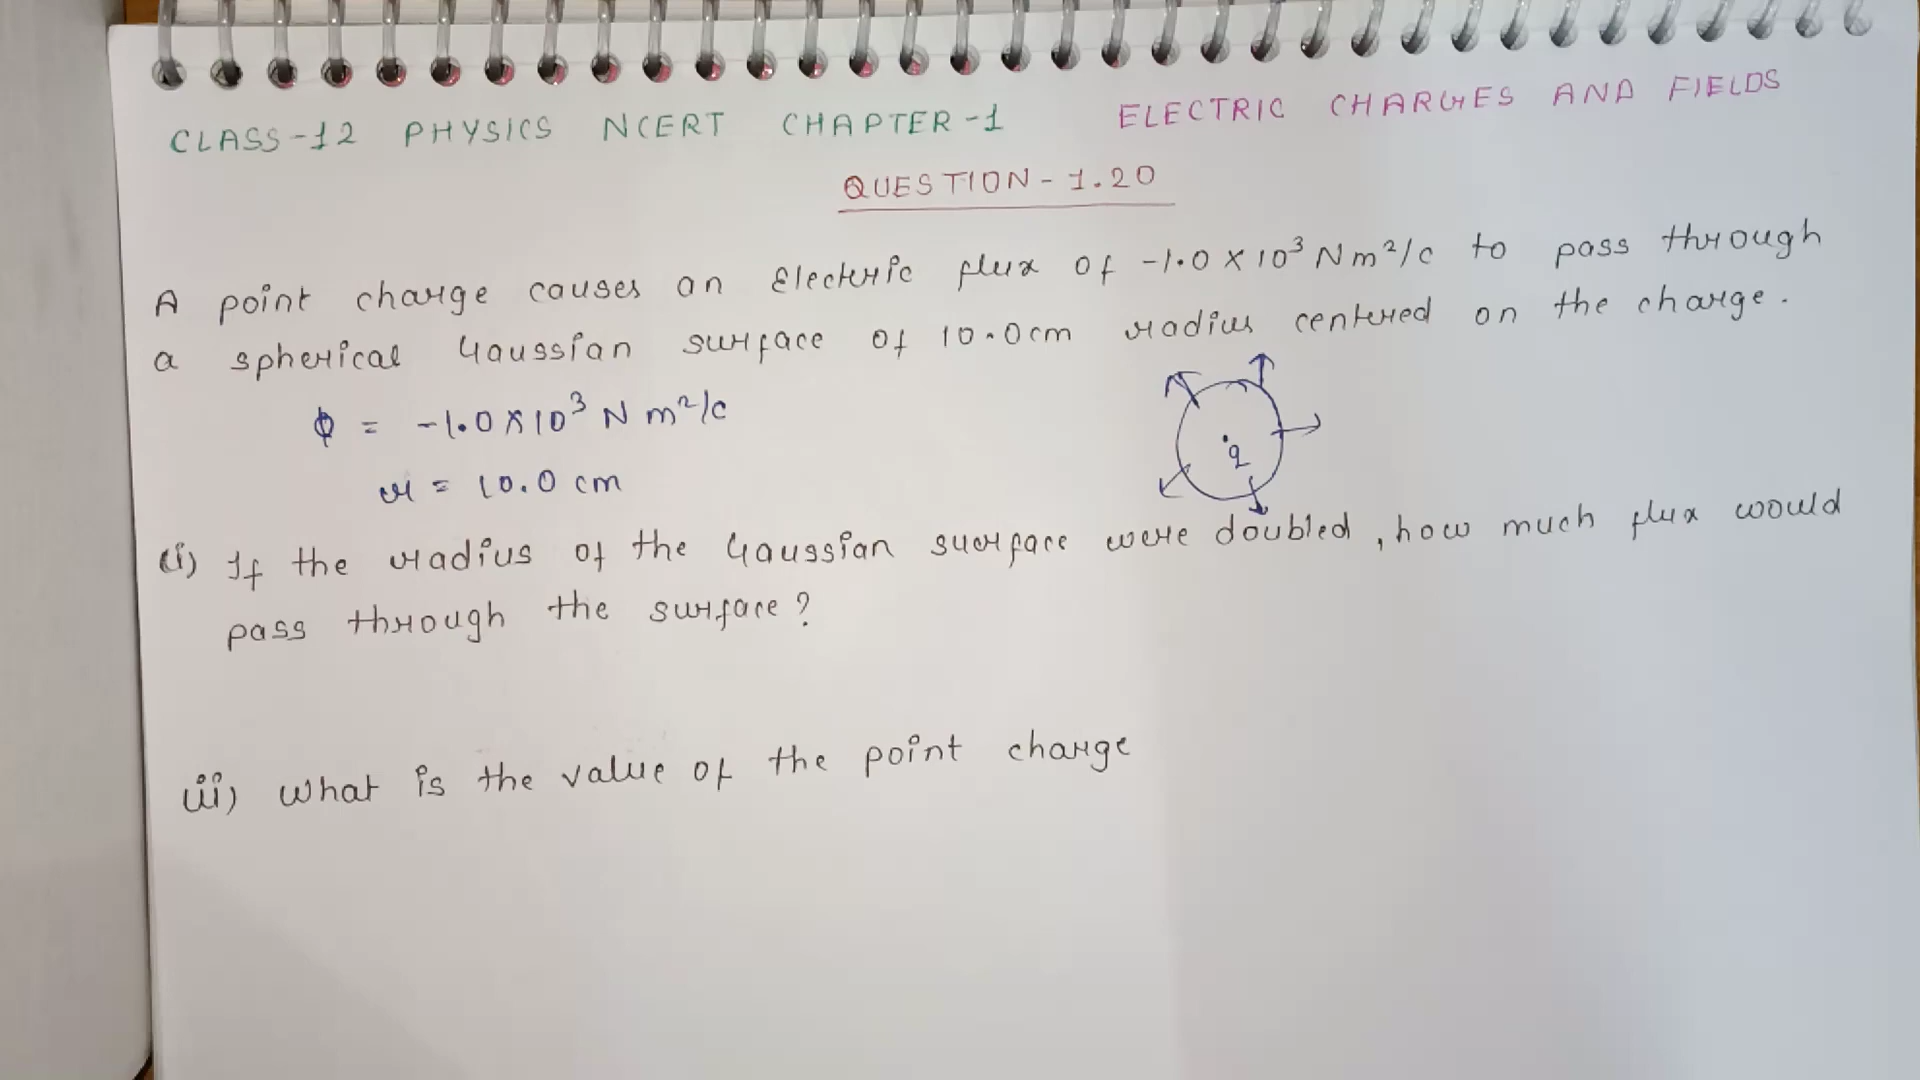 CLASS-12 PHYSICS NCERT CHAPTER-1 ELECTRIC CHARGES AND FIELDS
QUESTION-1.20
A point charge causes an Electric flux of -1.0 × 10³ N m²/c to pass through
a spherical Gaussian surface of 10.0cm radius centered on the charge.
ϕ = -1.0×10³ N m²/c
r = 10.0 cm
q
(i) If the radius of the Gaussian surface were doubled, how much flux would
pass through the surface?
ii) What is the value of the point charge